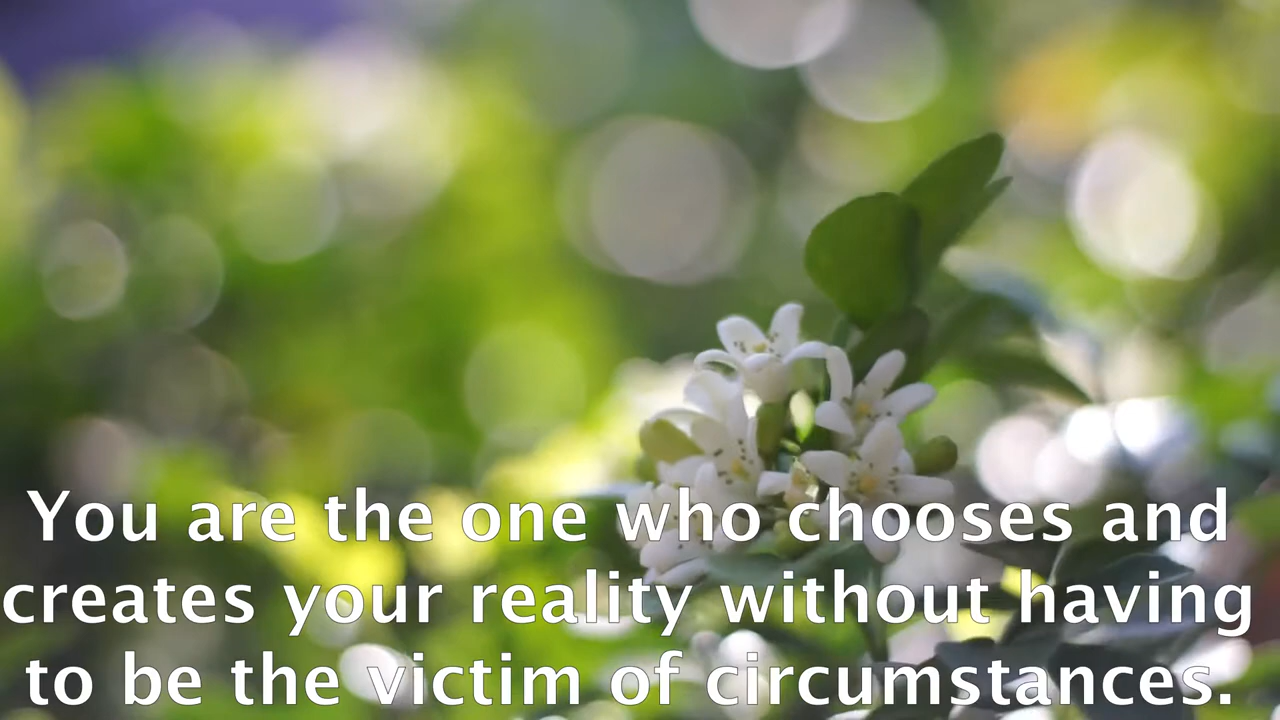 You are the one who chooses and
creates your reality without having
to be the victim of circumstances.